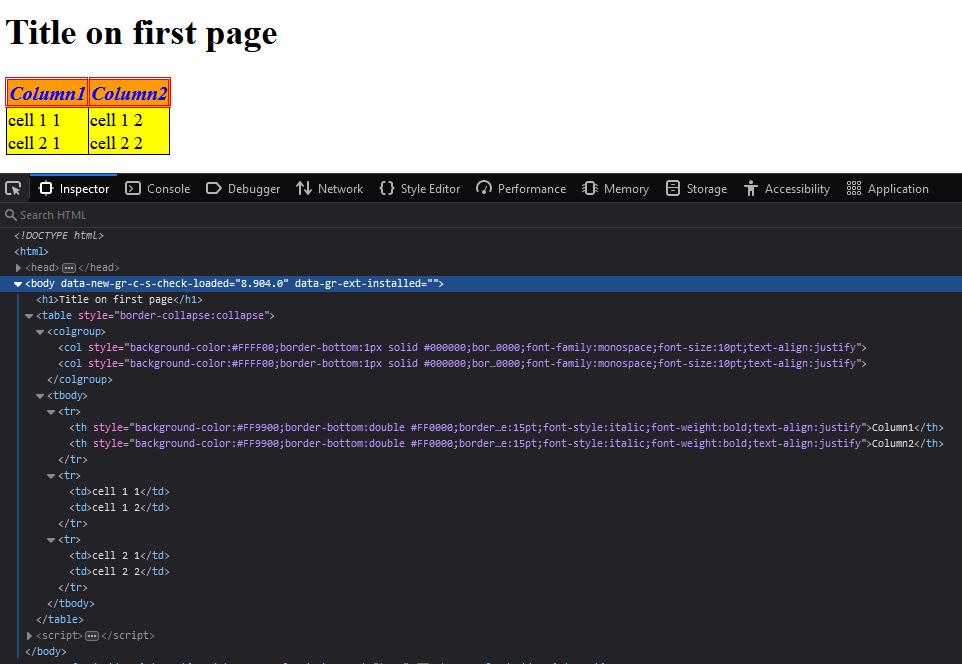 Title on first page
Column1 Column2
cell 1 1 cell 1 2
cell 2 1 cell 2 2
Inspector Console Debugger Network Style Editor Performance Memory Storage Accessibility Application
Search HTML
<!DOCTYPE html>
<html>
<head>…</head>
<body data-new-gr-c-s-check-loaded="8.904.0" data-gr-ext-installed="">
<h1>Title on first page</h1>
<table style="border-collapse:collapse">
<colgroup>
<col style="background-color:#FFFF00;border-bottom:1px solid #000000;bor…0000;font-family:monospace;font-size:10pt;text-align:justify">
<col style="background-color:#FFFF00;border-bottom:1px solid #000000;bor…0000;font-family:monospace;font-size:10pt;text-align:justify">
</colgroup>
<tbody>
<tr>
<th style="background-color:#FF9900;border-bottom:double #FF0000;border…e:15pt;font-style:italic;font-weight:bold;text-align:justify">Column1</th>
<th style="background-color:#FF9900;border-bottom:double #FF0000;border…e:15pt;font-style:italic;font-weight:bold;text-align:justify">Column2</th>
</tr>
<tr>
<td>cell 1 1</td>
<td>cell 1 2</td>
</tr>
<tr>
<td>cell 2 1</td>
<td>cell 2 2</td>
</tr>
</tbody>
</table>
<script>…</script>
</body>